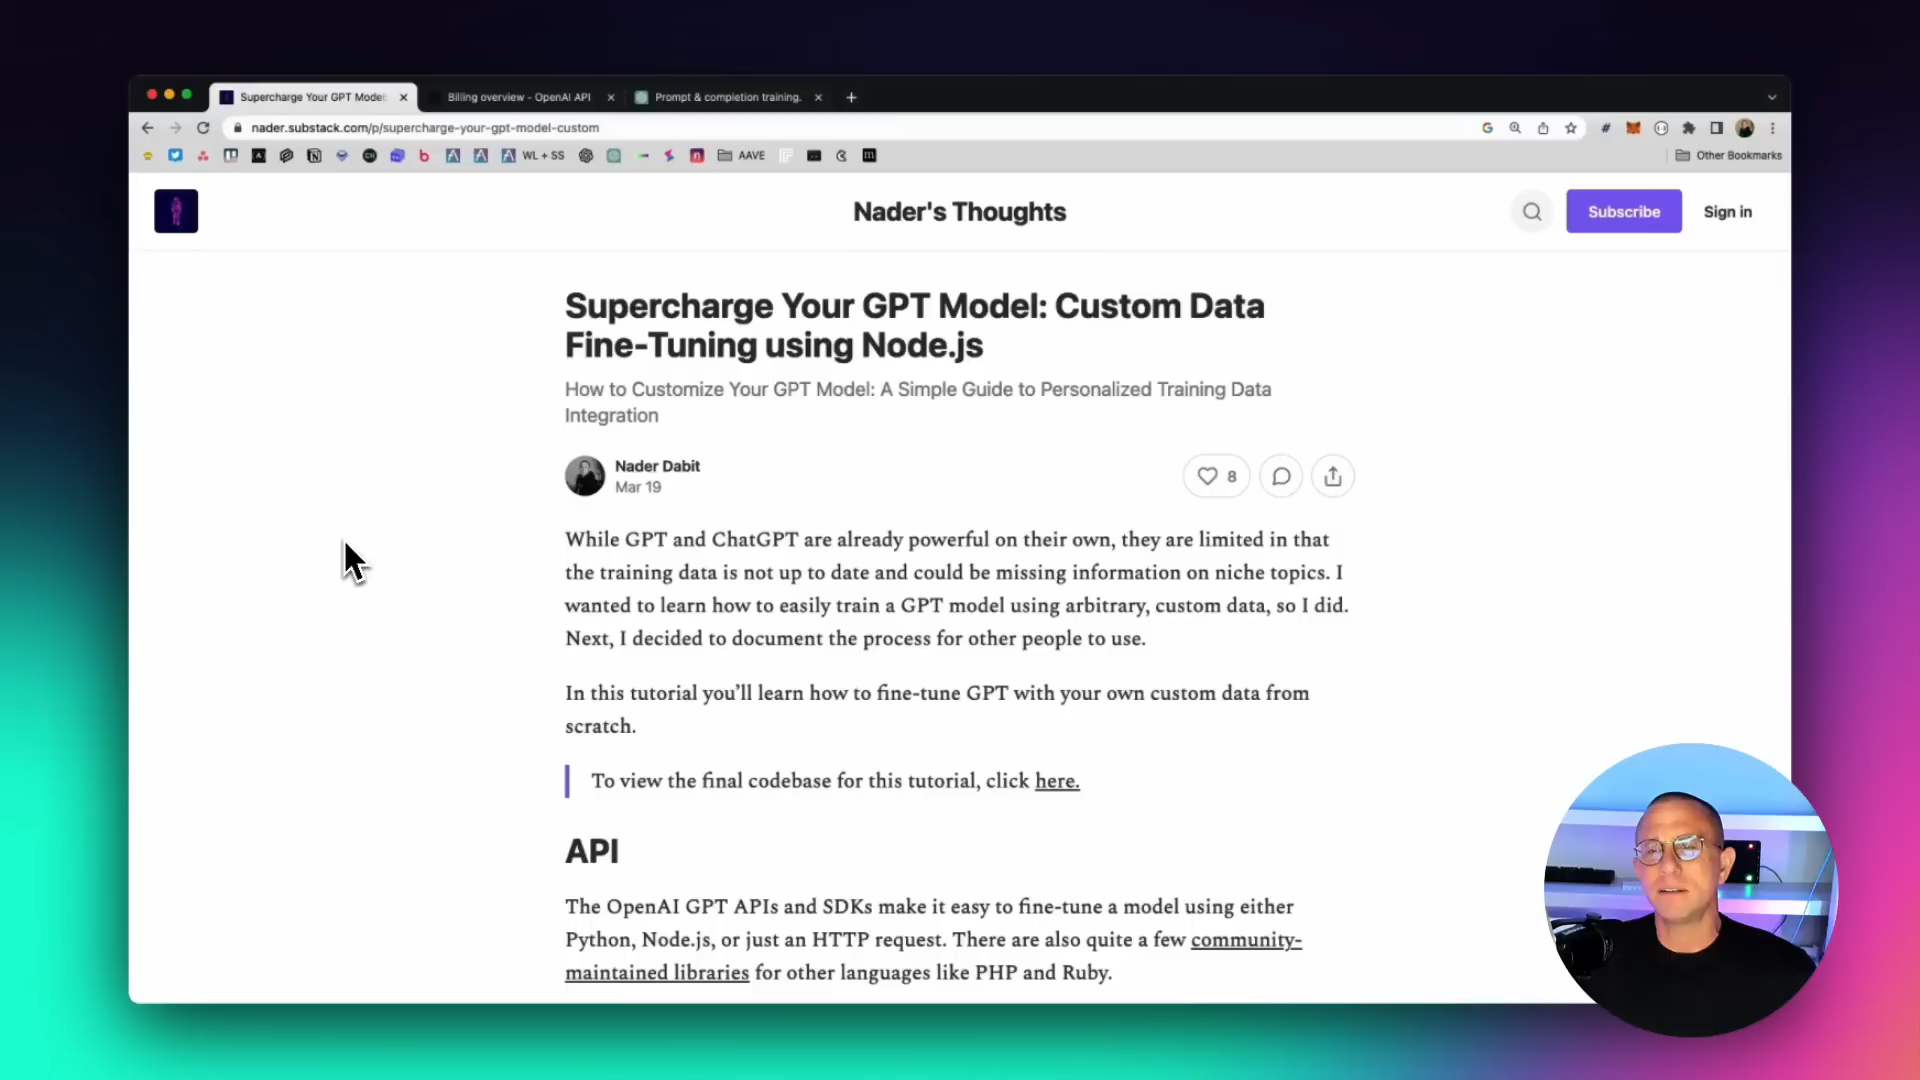 Supercharge Your GPT Model:
Billing overview - OpenAI API
Prompt & completion training.
nader.substack.com/p/supercharge-your-gpt-model-custom
WL + SS
AAVE
Other Bookmarks
Nader's Thoughts
Subscribe
Sign in
Supercharge Your GPT Model: Custom Data
Fine-Tuning using Node.js
How to Customize Your GPT Model: A Simple Guide to Personalized Training Data
Integration
Nader Dabit
Mar 19
8
While GPT and ChatGPT are already powerful on their own, they are limited in that
the training data is not up to date and could be missing information on niche topics. I
wanted to learn how to easily train a GPT model using arbitrary, custom data, so I did.
Next, I decided to document the process for other people to use.
In this tutorial you’ll learn how to fine-tune GPT with your own custom data from
scratch.
To view the final codebase for this tutorial, click here.
API
The OpenAI GPT APIs and SDKs make it easy to fine-tune a model using either
Python, Node.js, or just an HTTP request. There are also quite a few community-
maintained libraries for other languages like PHP and Ruby.